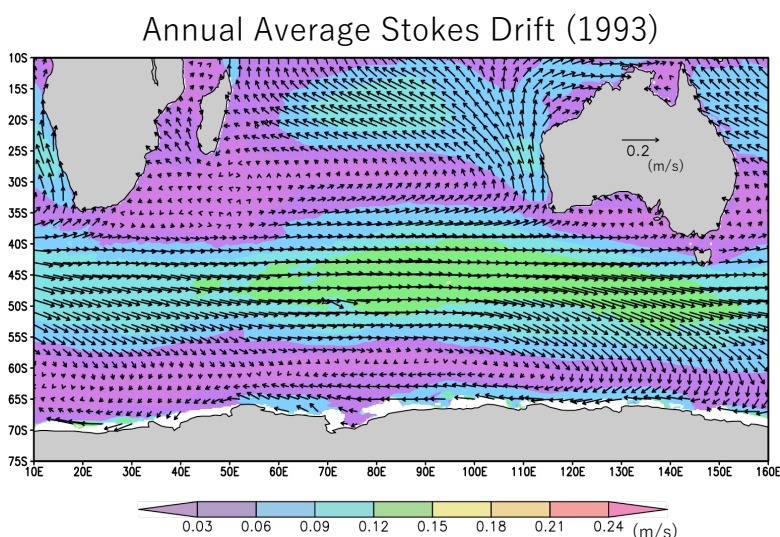 Annual Average Stokes Drift (1993)
10S
15S
20S
25S
30S
35S
40S
45S
50S
55S
60S
65S
70S
75S
0.2
(m/s)
10E 20E 30E 40E 50E 60E 70E 80E 90E 100E 110E 120E 130E 140E 150E 160E
0.03 0.06 0.09 0.12 0.15 0.18 0.21 0.24 (m/s)